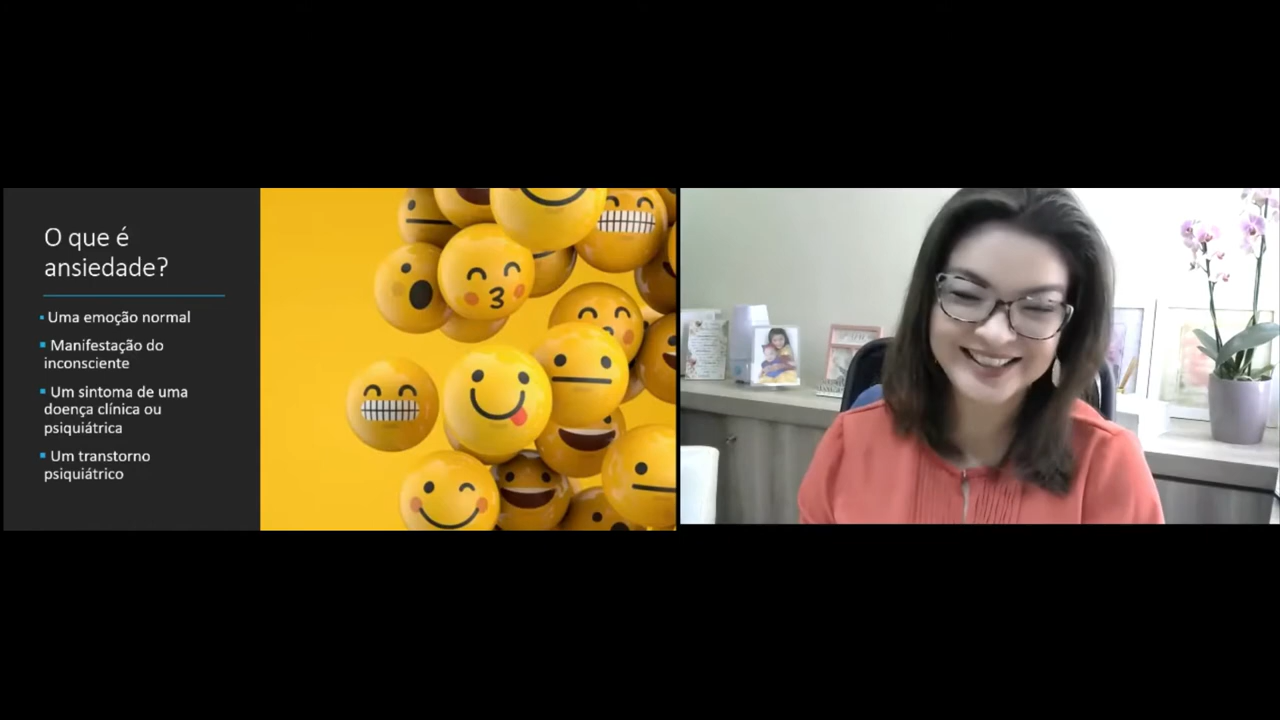 O que é
ansiedade?
Uma emoção normal
Manifestação do
inconsciente
Um sintoma de uma
doença clínica ou
psiquiátrica
Um transtorno
psiquiátrico